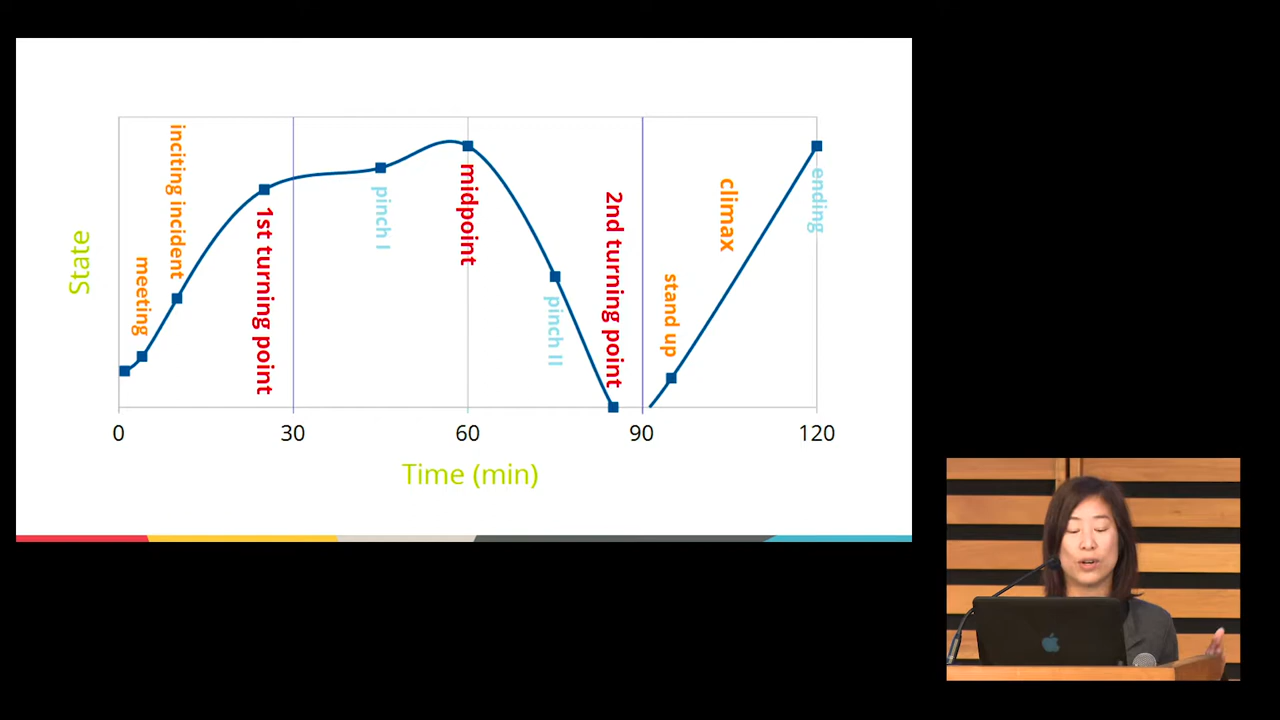 State
meeting
inciting incident
1st turning point
pinch I
midpoint
pinch II
2nd turning point
stand up
climax
ending
0 30 60 90 120
Time (min)